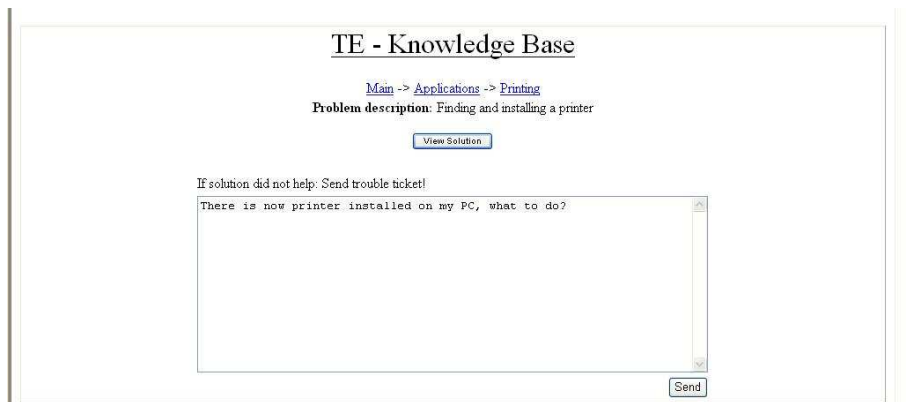 TE - Knowledge Base
Main -> Applications -> Printing
Problem description: Finding and installing a printer
View Solution
If solution did not help: Send trouble ticket!
There is now printer installed on my PC, what to do?
Send